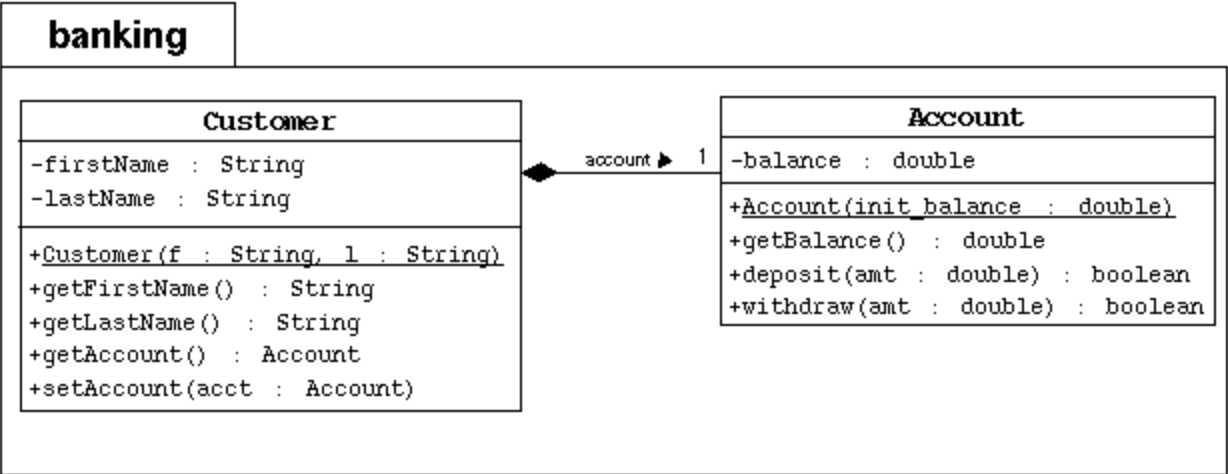 banking
Customer
-firstName : String
-lastName : String
+Customer(f : String, l : String)
+getFirstName() : String
+getLastName() : String
+getAccount() : Account
+setAccount(acct : Account)
account 1
Account
-balance : double
+Account(init_balance : double)
+getBalance() : double
+deposit(amt : double) : boolean
+withdraw(amt : double) : boolean